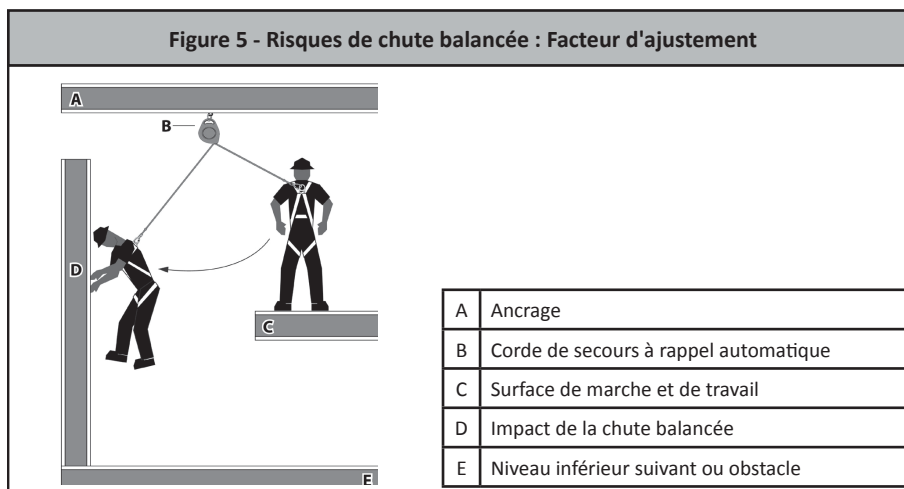 Figure 5 - Risques de chute balancée : Facteur d'ajustement
A
B
D
C
E
A Ancrage
B Corde de secours à rappel automatique
C Surface de marche et de travail
D Impact de la chute balancée
E Niveau inférieur suivant ou obstacle